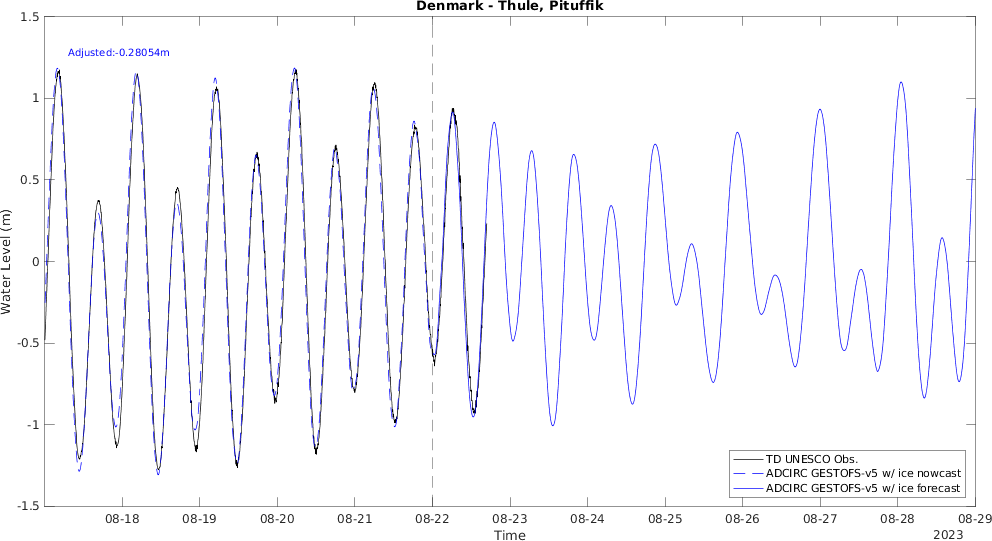 Denmark - Thule, Pituffik
Adjusted:-0.28054m
1.5
1
0.5
0
-0.5
-1
-1.5
Water Level (m)
TD UNESCO Obs.
ADCIRC GESTOFS-v5 w/ ice nowcast
ADCIRC GESTOFS-v5 w/ ice forecast
08-18 08-19 08-20 08-21 08-22 08-23 08-24 08-25 08-26 08-27 08-28 08-29
Time
2023